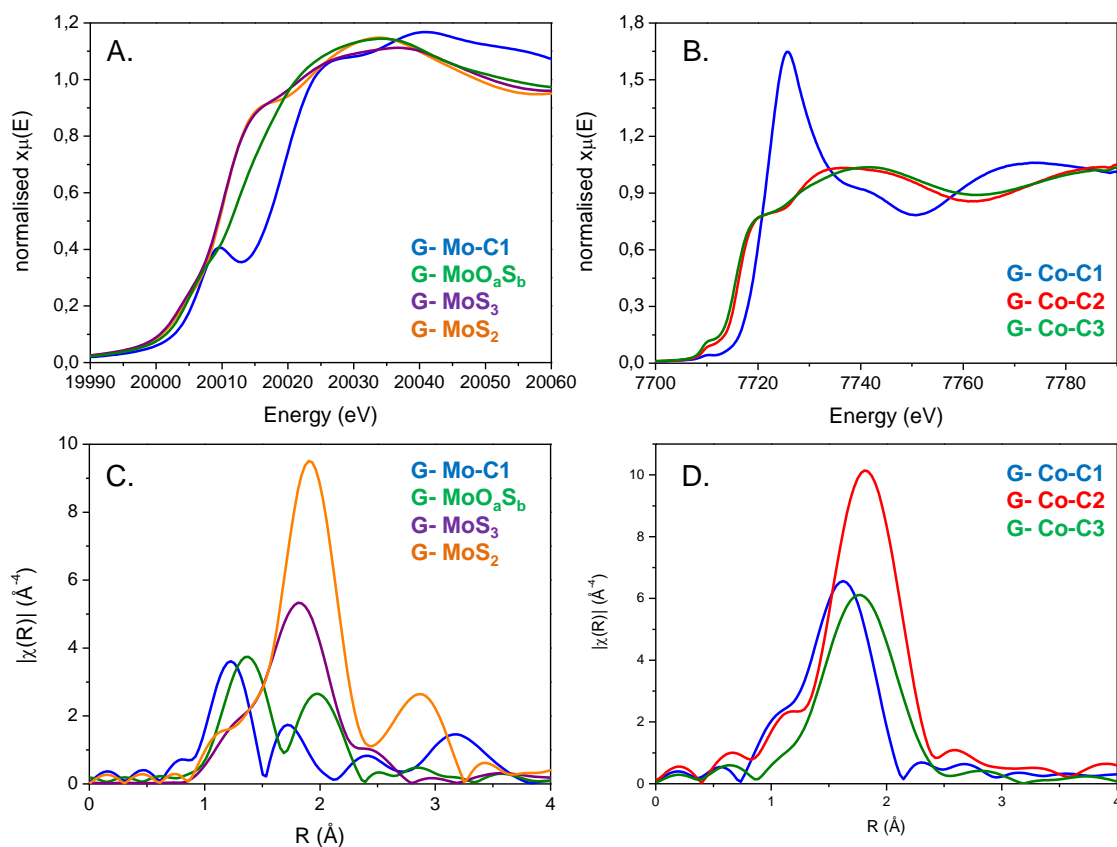 A.
normalised xμ(E)
1,2
1,0
0,8
0,6
0,4
0,2
0,0
G- Mo-C1
G- MoOaSb
G- MoS3
G- MoS2
19990 20000 20010 20020 20030 20040 20050 20060
Energy (eV)
B.
normalised xμ(E)
1,8
1,5
1,2
0,9
0,6
0,3
0,0
G- Co-C1
G- Co-C2
G- Co-C3
7700 7720 7740 7760 7780
Energy (eV)
C.
|χ(R)| (Å-4)
10
8
6
4
2
0
G- Mo-C1
G- MoOaSb
G- MoS3
G- MoS2
0 1 2 3 4
R (Å)
D.
|χ(R)| (Å-4)
10
8
6
4
2
0
G- Co-C1
G- Co-C2
G- Co-C3
0 1 2 3 4
R (Å)